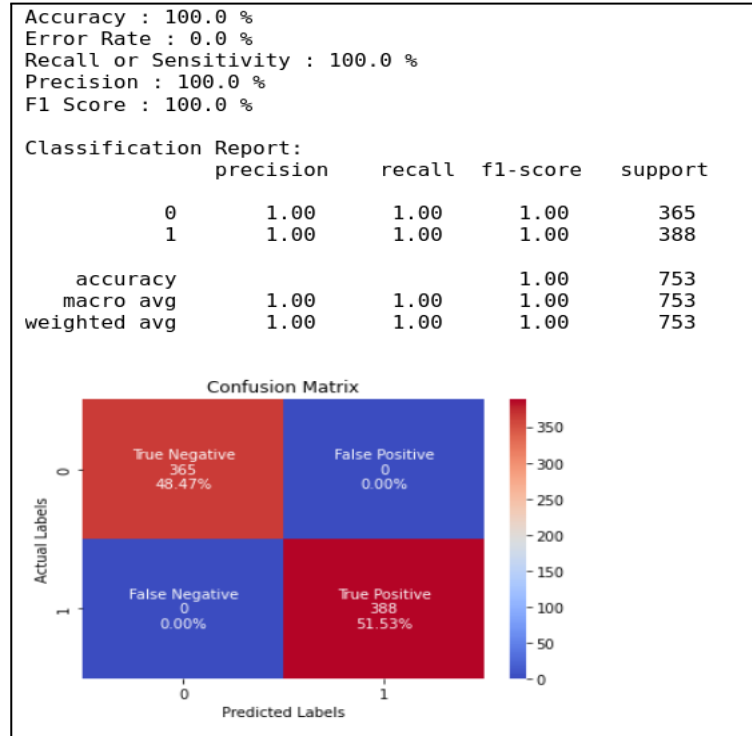 Accuracy : 100.0 %
Error Rate : 0.0 %
Recall or Sensitivity : 100.0 %
Precision : 100.0 %
F1 Score : 100.0 %
Classification Report:
precision recall f1-score support
0 1.00 1.00 1.00 365
1 1.00 1.00 1.00 388
accuracy 1.00 753
macro avg 1.00 1.00 1.00 753
weighted avg 1.00 1.00 1.00 753
Confusion Matrix
True Negative
365
48.47%
False Positive
0
0.00%
False Negative
0
0.00%
True Positive
388
51.53%
Actual Labels
0
1
0
1
Predicted Labels
350
300
250
200
150
100
50
0